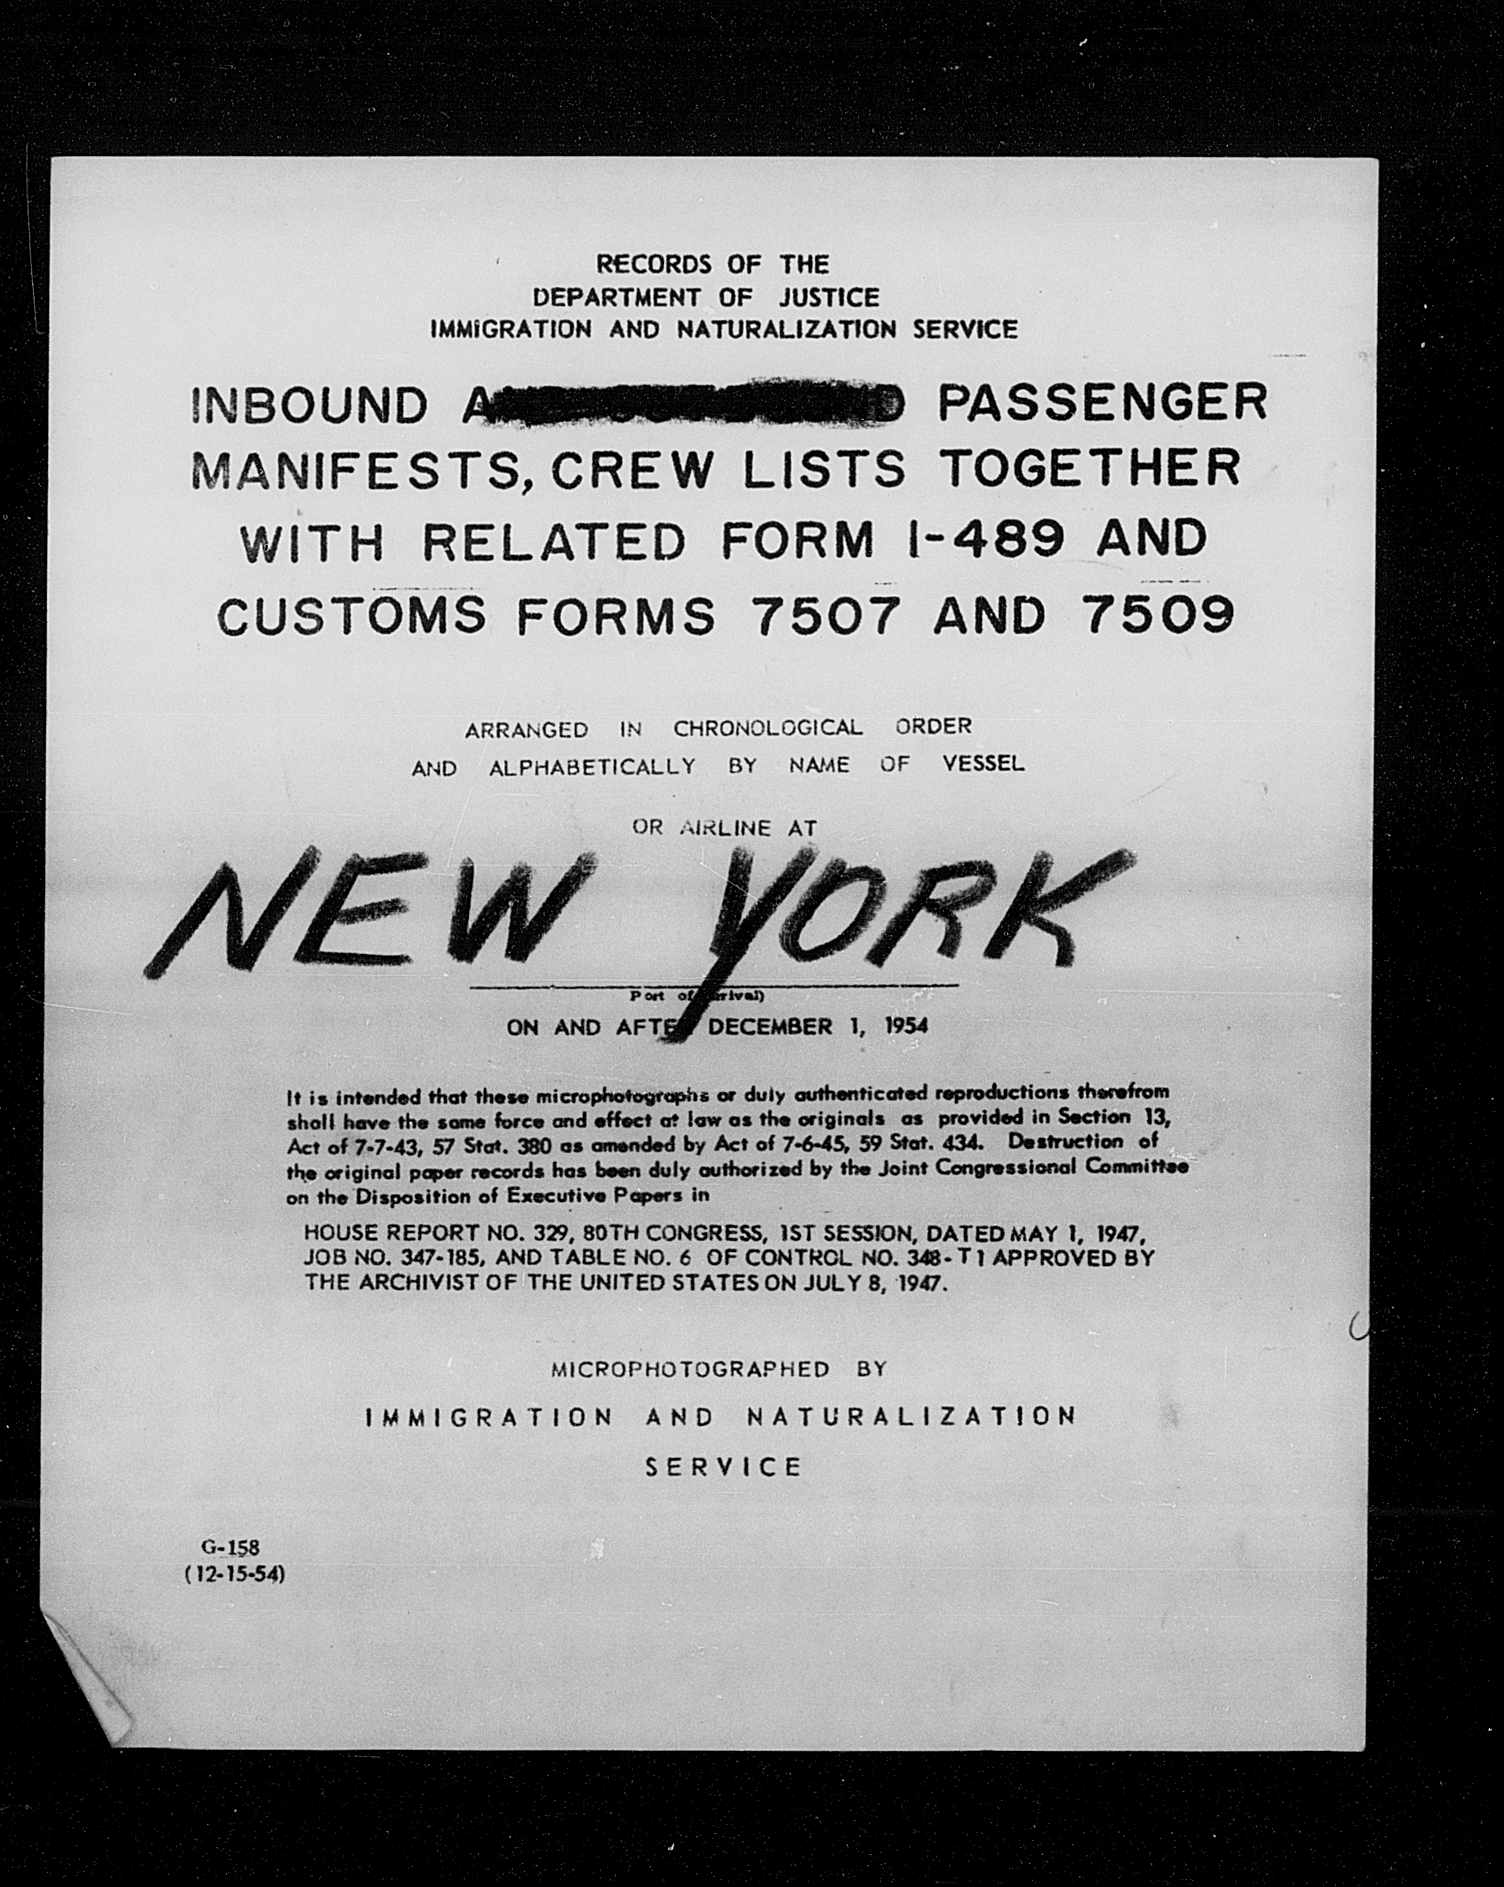 RECORDS OF THE
DEPARTMENT OF JUSTICE
IMMIGRATION AND NATURALIZATION SERVICE
INBOUND PASSENGER
MANIFESTS, CREW LISTS TOGETHER
WITH RELATED FORM I-489 AND
CUSTOMS FORMS 7507 AND 7509
ARRANGED IN CHRONOLOGICAL ORDER
AND ALPHABETICALLY BY NAME OF VESSEL
OR AIRLINE AT
NEW YORK
Port of
ON AND AFTER DECEMBER 1, 1954
It is intended that these microphotographs or duly authenticated reproductions therefrom
shall have the same force and effect at law as the originals as provided in Section 13,
Act of 7-7-43, 57 Stat. 380 as amended by Act of 7-6-45, 59 Stat. 434. Destruction of
the original paper records has been duly authorized by the Joint Congressional Committee
on the Disposition of Executive Papers in
HOUSE REPORT NO. 329, 80TH CONGRESS, 1ST SESSION, DATED MAY 1, 1947,
JOB NO. 347-185, AND TABLE NO. 6 OF CONTROL NO. 348-T1 APPROVED BY
THE ARCHIVIST OF THE UNITED STATES ON JULY 8, 1947.
MICROPHOTOGRAPHED BY
IMMIGRATION AND NATURALIZATION
SERVICE
G-158
(12-15-54)